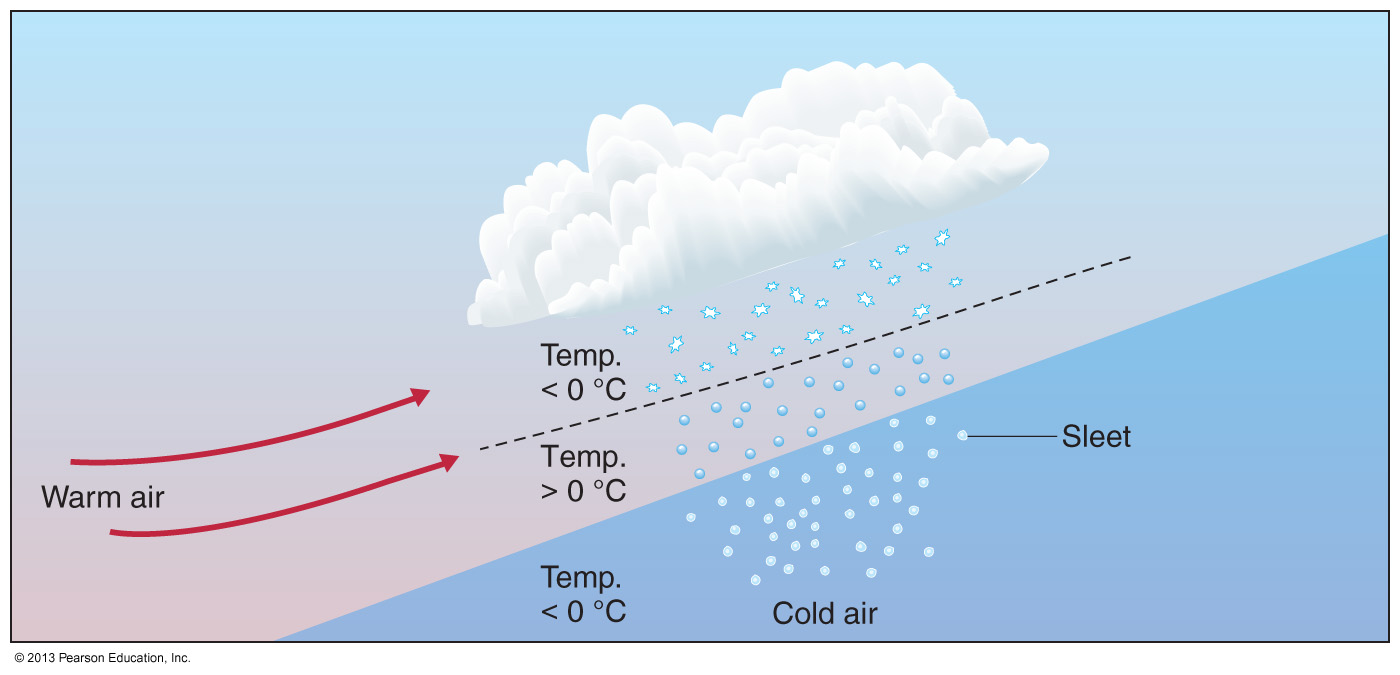 Temp.
< 0 °C
Temp.
> 0 °C
Sleet
Warm air
Temp.
< 0 °C
Cold air
© 2013 Pearson Education, Inc.